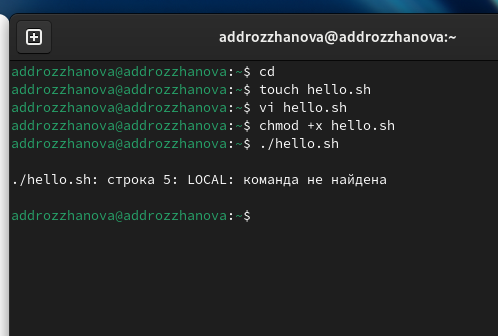 addrozzhanova@addrozzhanova:~
addrozzhanova@addrozzhanova:~$ cd
addrozzhanova@addrozzhanova:~$ touch hello.sh
addrozzhanova@addrozzhanova:~$ vi hello.sh
addrozzhanova@addrozzhanova:~$ chmod +x hello.sh
addrozzhanova@addrozzhanova:~$ ./hello.sh
./hello.sh: строка 5: LOCAL: команда не найдена
addrozzhanova@addrozzhanova:~$